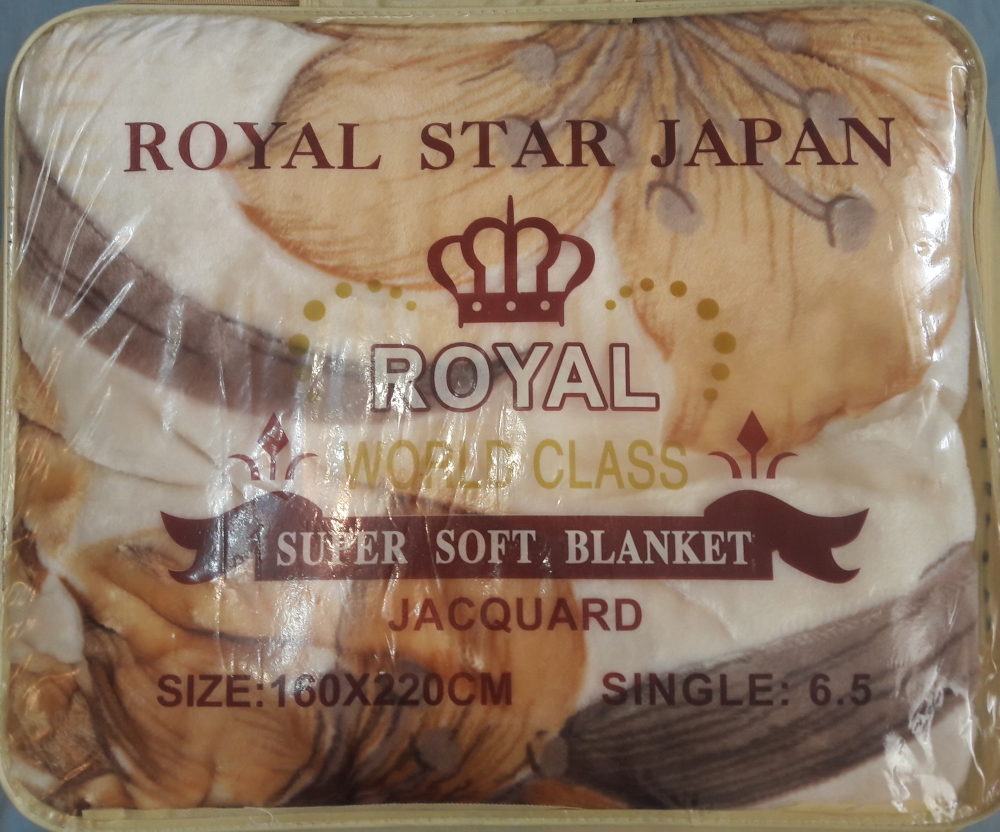 ROYAL STAR JAPAN
ROYAL
WORLD CLASS
SUPER SOFT BLANKET
JACQUARD
SIZE:160X220CM SINGLE: 6.5